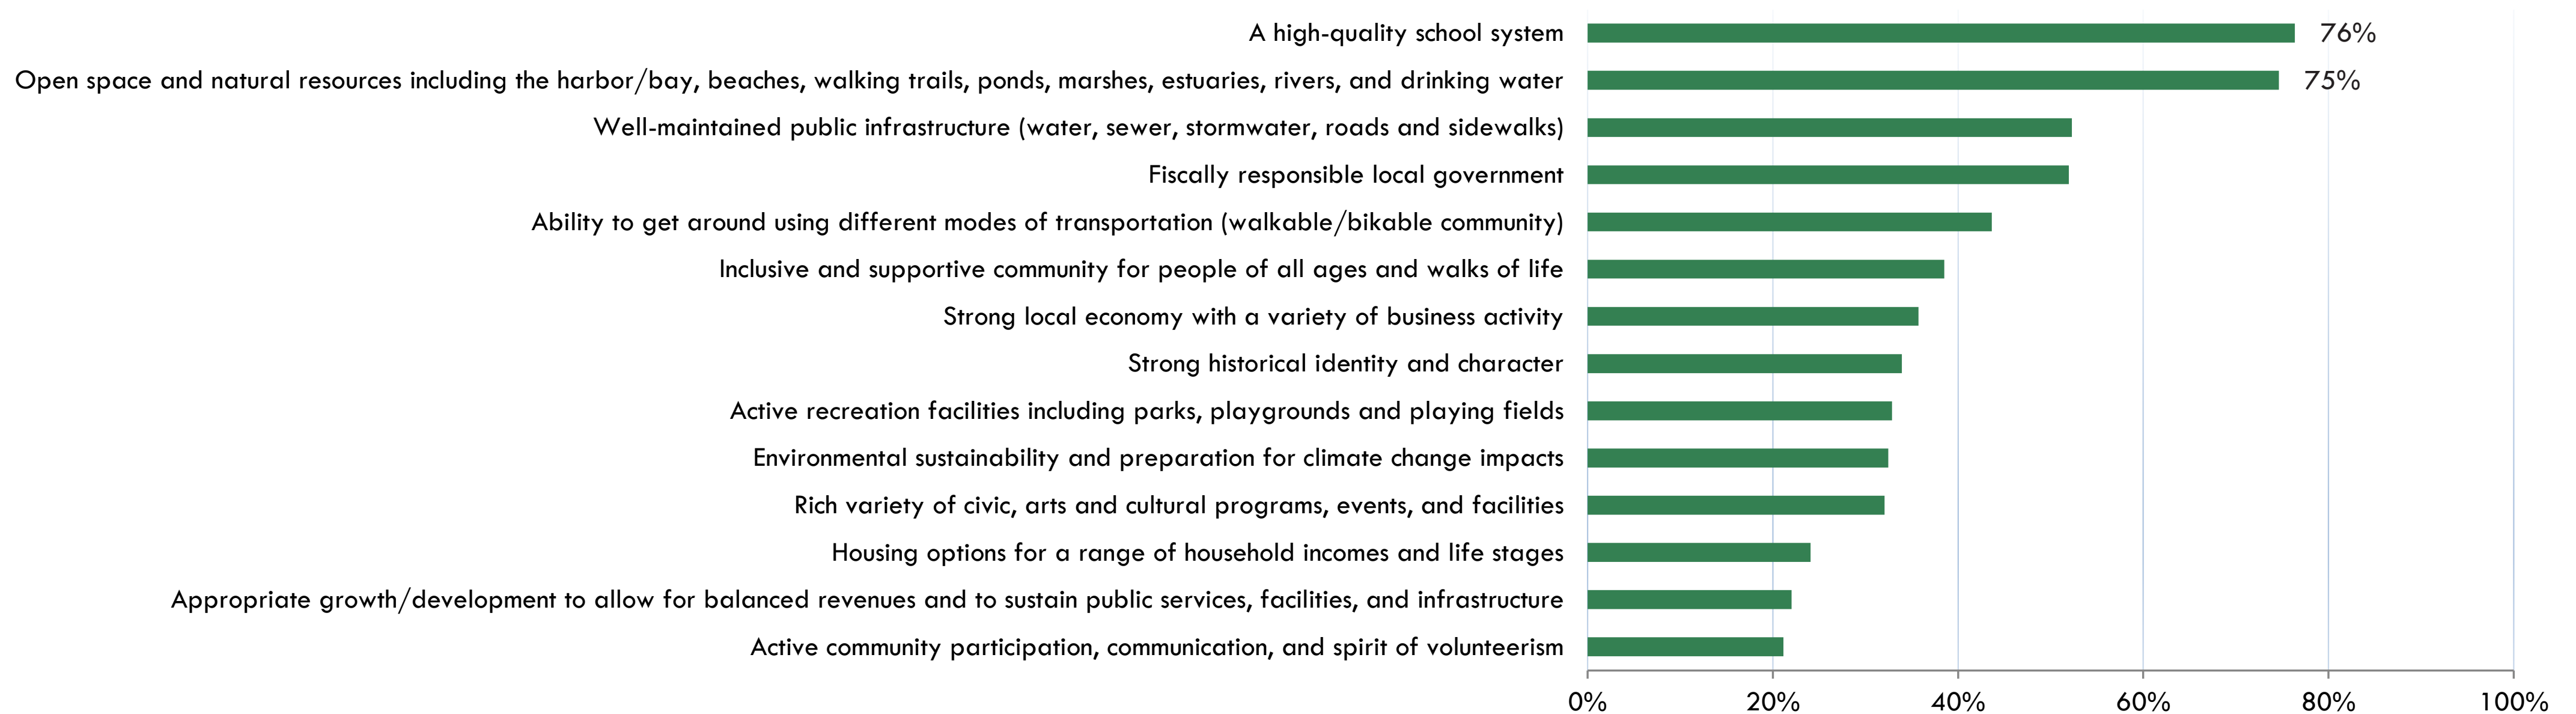 A high-quality school system
76%
Open space and natural resources including the harbor/bay, beaches, walking trails, ponds, marshes, estuaries, rivers, and drinking water
75%
Well-maintained public infrastructure (water, sewer, stormwater, roads and sidewalks)
Fiscally responsible local government
Ability to get around using different modes of transportation (walkable/bikable community)
Inclusive and supportive community for people of all ages and walks of life
Strong local economy with a variety of business activity
Strong historical identity and character
Active recreation facilities including parks, playgrounds and playing fields
Environmental sustainability and preparation for climate change impacts
Rich variety of civic, arts and cultural programs, events, and facilities
Housing options for a range of household incomes and life stages
Appropriate growth/development to allow for balanced revenues and to sustain public services, facilities, and infrastructure
Active community participation, communication, and spirit of volunteerism
0% 20% 40% 60% 80% 100%